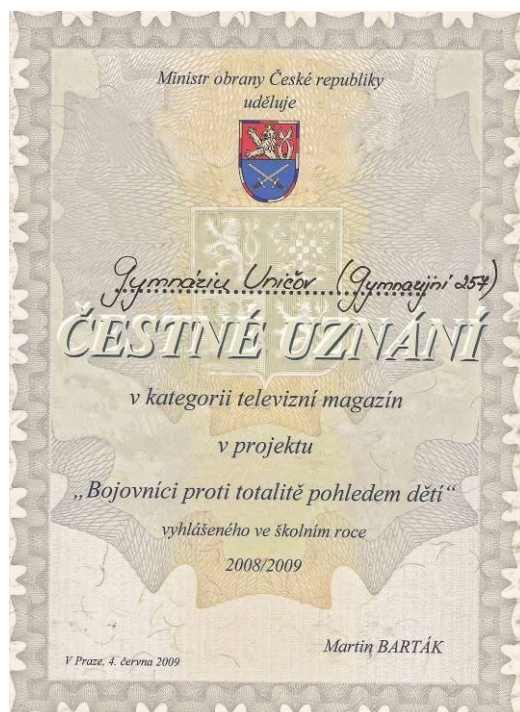 Ministr obrany České republiky
uděluje
Gymnáziu Uničov (Gymnazijní 257)
ČESTNÉ UZNÁNÍ
v kategorii televizní magazín
v projektu
„Bojovníci proti totalitě pohledem dětí“
vyhlášeného ve školním roce
2008/2009
Martin BARTÁK
V Praze, 4. června 2009